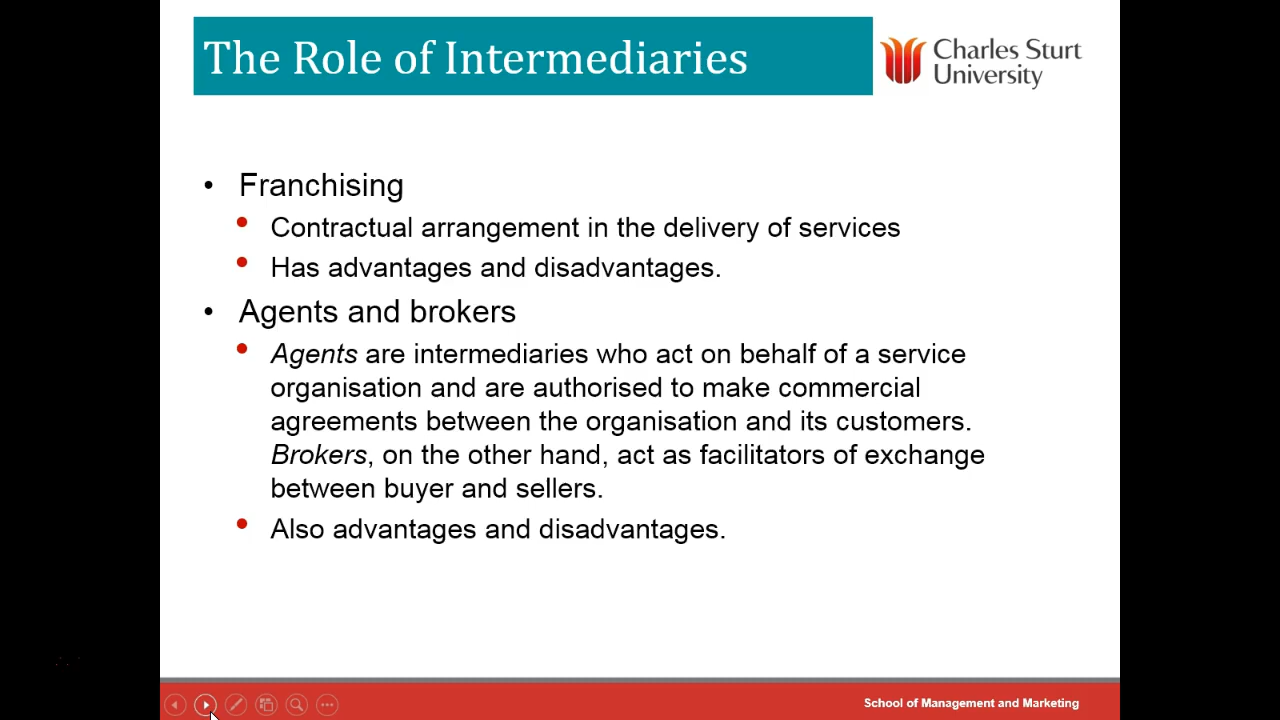 The Role of Intermediaries
Charles Sturt
University
• Franchising
• Contractual arrangement in the delivery of services
• Has advantages and disadvantages.
• Agents and brokers
• Agents are intermediaries who act on behalf of a service
organisation and are authorised to make commercial
agreements between the organisation and its customers.
Brokers, on the other hand, act as facilitators of exchange
between buyer and sellers.
• Also advantages and disadvantages.
School of Management and Marketing